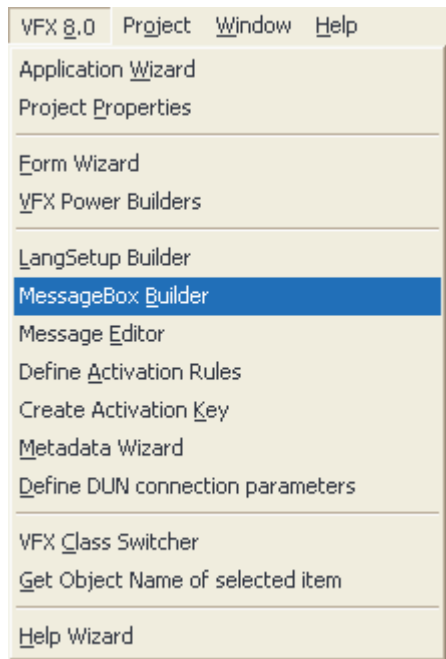 VFX 8.0 Project Window Help
Application Wizard
Project Properties
Form Wizard
VFX Power Builders
LangSetup Builder
MessageBox Builder
Message Editor
Define Activation Rules
Create Activation Key
Metadata Wizard
Define DUN connection parameters
VFX Class Switcher
Get Object Name of selected item
Help Wizard